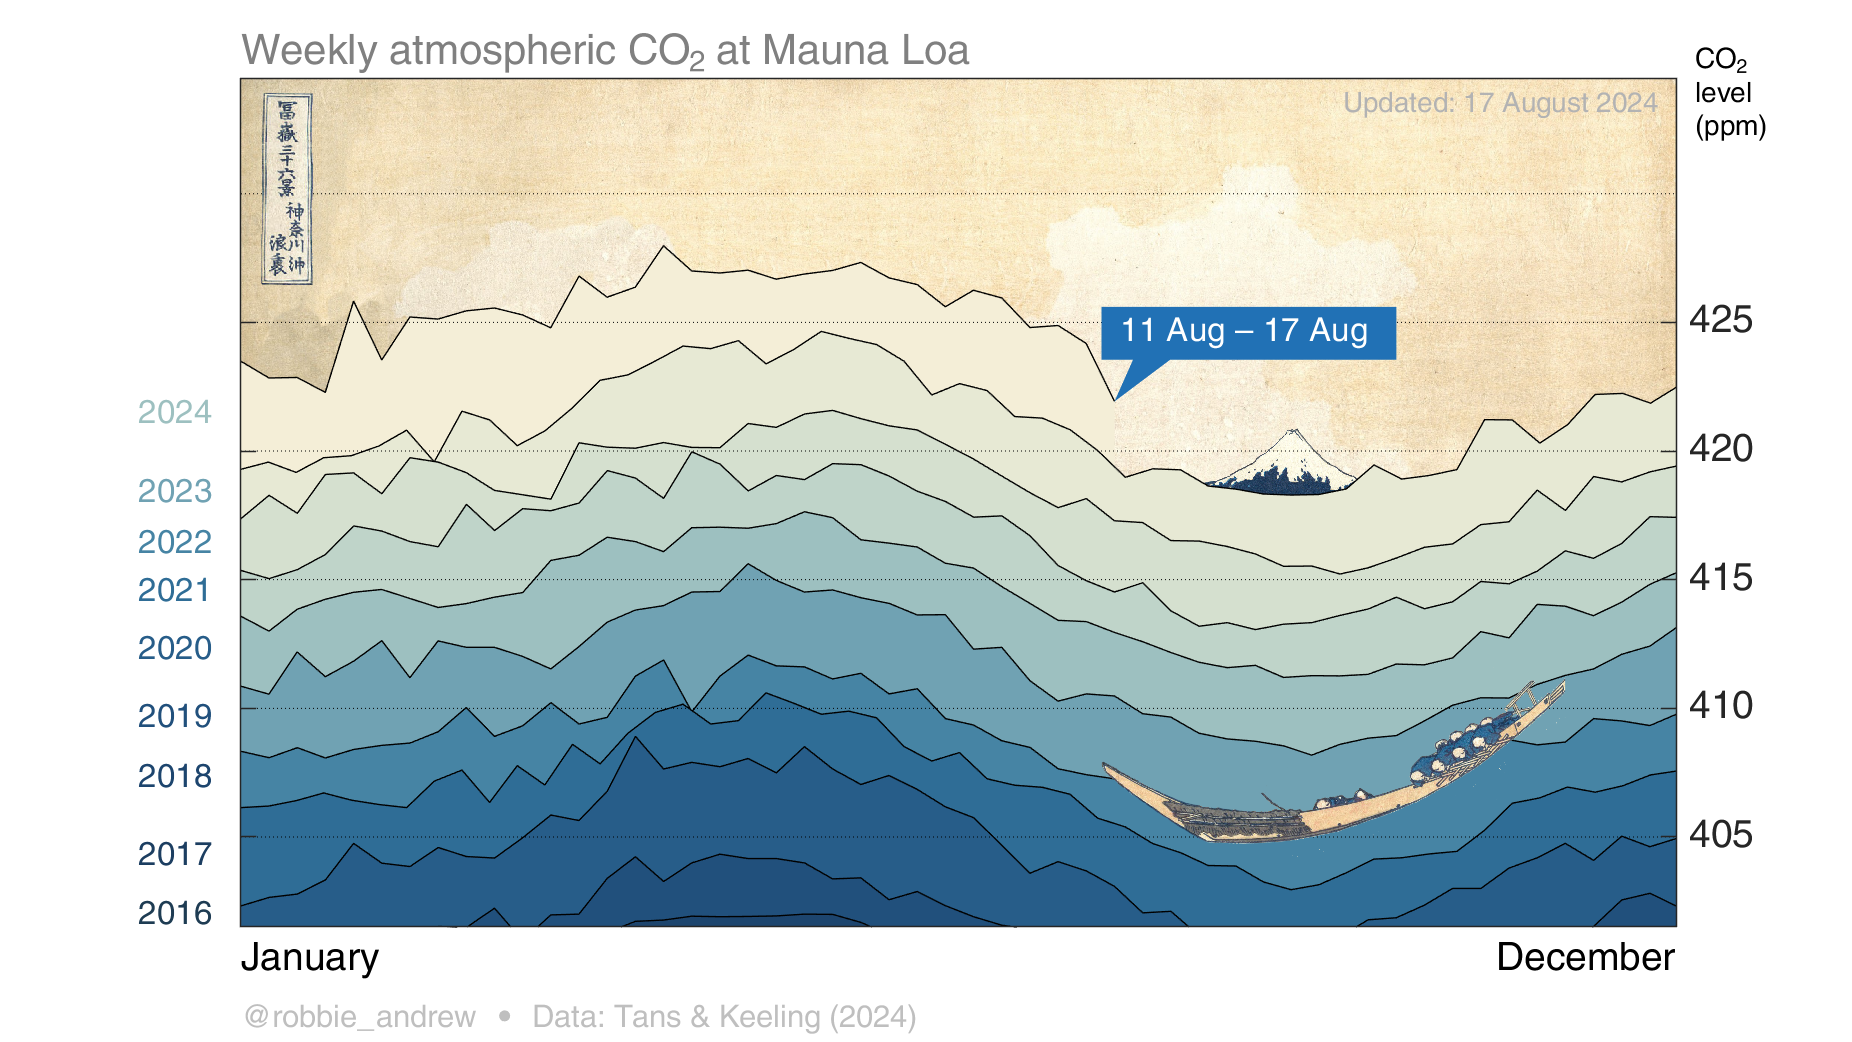 Weekly atmospheric CO₂ at Mauna Loa
CO₂
level
(ppm)
Updated: 17 August 2024
冨嶽三十六景
神奈川沖
浪裏
11 Aug – 17 Aug
425
420
415
410
405
2024
2023
2022
2021
2020
2019
2018
2017
2016
January
December
@robbie_andrew • Data: Tans & Keeling (2024)